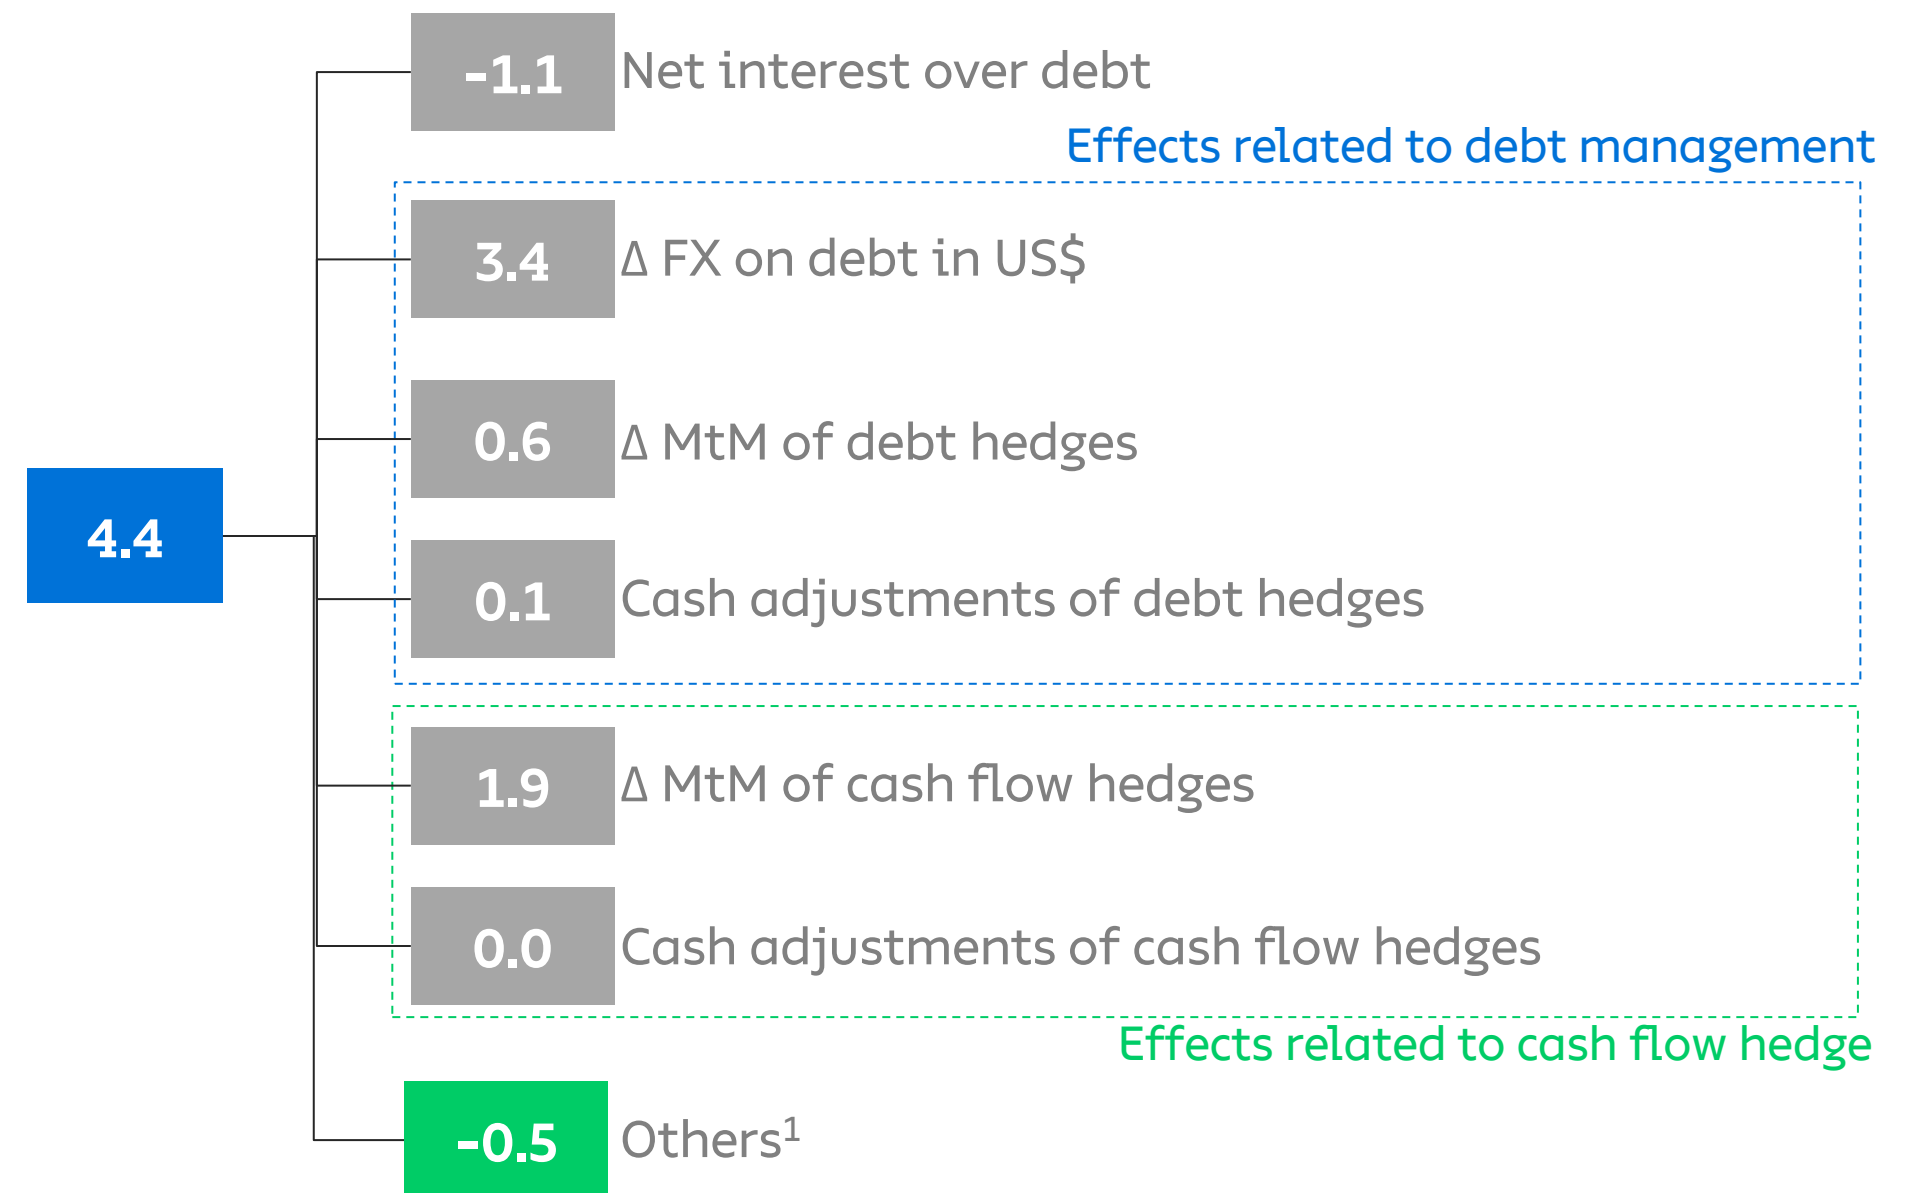 -1.1 Net interest over debt
Effects related to debt management
3.4 Δ FX on debt in US$
0.6 Δ MtM of debt hedges
4.4
0.1 Cash adjustments of debt hedges
1.9 Δ MtM of cash flow hedges
0.0 Cash adjustments of cash flow hedges
Effects related to cash flow hedge
-0.5 Others¹